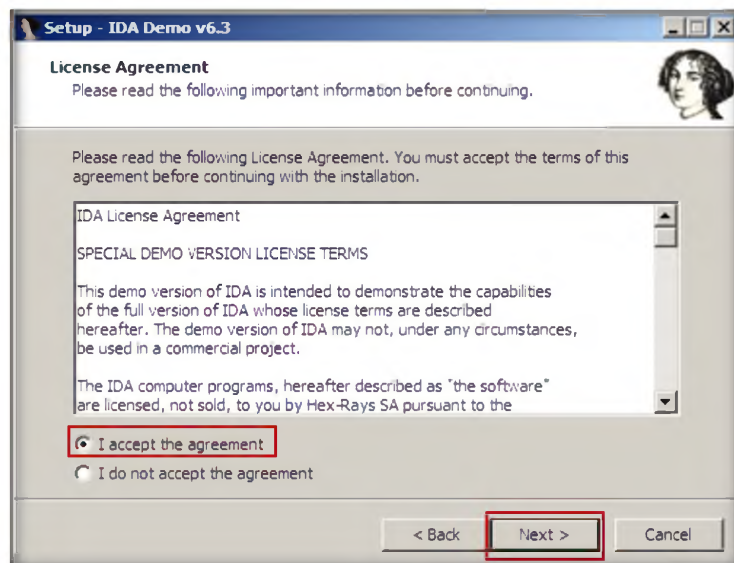 Setup - IDA Demo v6.3
License Agreement
Please read the following important information before continuing.
Please read the following License Agreement. You must accept the terms of this
agreement before continuing with the installation.
IDA License Agreement
SPECIAL DEMO VERSION LICENSE TERMS
This demo version of IDA is intended to demonstrate the capabilities
of the full version of IDA whose license terms are described
hereafter. The demo version of IDA may not, under any circumstances,
be used in a commercial project.
The IDA computer programs, hereafter described as "the software"
are licensed, not sold, to you by Hex-Rays SA pursuant to the
I accept the agreement
I do not accept the agreement
< Back Next > Cancel